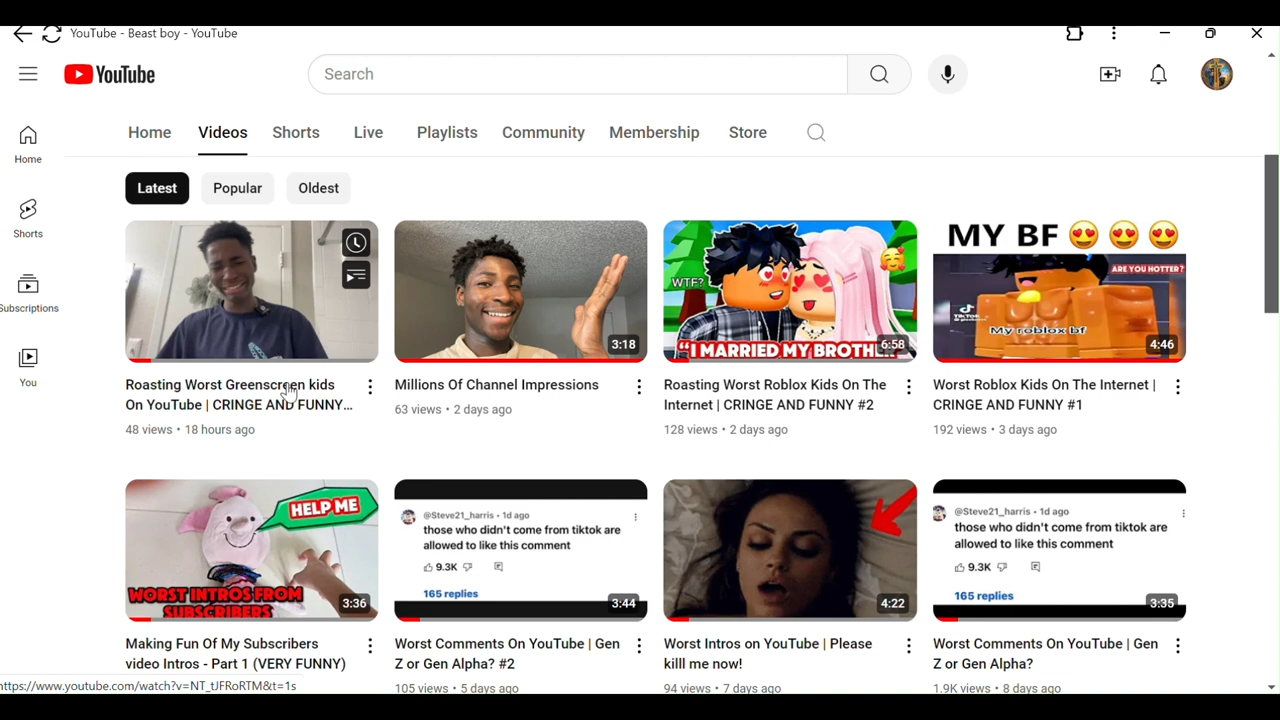 YouTube - Beast boy - YouTube
YouTube
Search
Home
Shorts
Subscriptions
You
Home Videos Shorts Live Playlists Community Membership Store
Latest Popular Oldest
Roasting Worst Greenscreen kids
On YouTube | CRINGE AND FUNNY...
48 views • 18 hours ago
3:18
Millions Of Channel Impressions
63 views • 2 days ago
WTF?
"I MARRIED MY BROTHE..
6:58
Roasting Worst Roblox Kids On The
Internet | CRINGE AND FUNNY #2
128 views • 2 days ago
MY BF 😍 😍 😍
ARE YOU HOTTER?
TikTok
My roblox bf
4:46
Worst Roblox Kids On The Internet |
CRINGE AND FUNNY #1
192 views • 3 days ago
HELP ME
WORST INTROS FROM
SUBSCRIBERS
3:36
Making Fun Of My Subscribers
video Intros - Part 1 (VERY FUNNY)
@Steve21_harris • 1d ago
those who didn't come from tiktok are
allowed to like this comment
9.3K
165 replies
3:44
Worst Comments On YouTube | Gen
Z or Gen Alpha? #2
105 views • 5 days ago
4:22
Worst Intros on YouTube | Please
killl me now!
94 views • 7 days ago
@Steve21_harris • 1d ago
those who didn't come from tiktok are
allowed to like this comment
9.3K
165 replies
3:35
Worst Comments On YouTube | Gen
Z or Gen Alpha?
1.9K views • 8 days ago
https://www.youtube.com/watch?v=NT_tJFRoRTM&t=1s